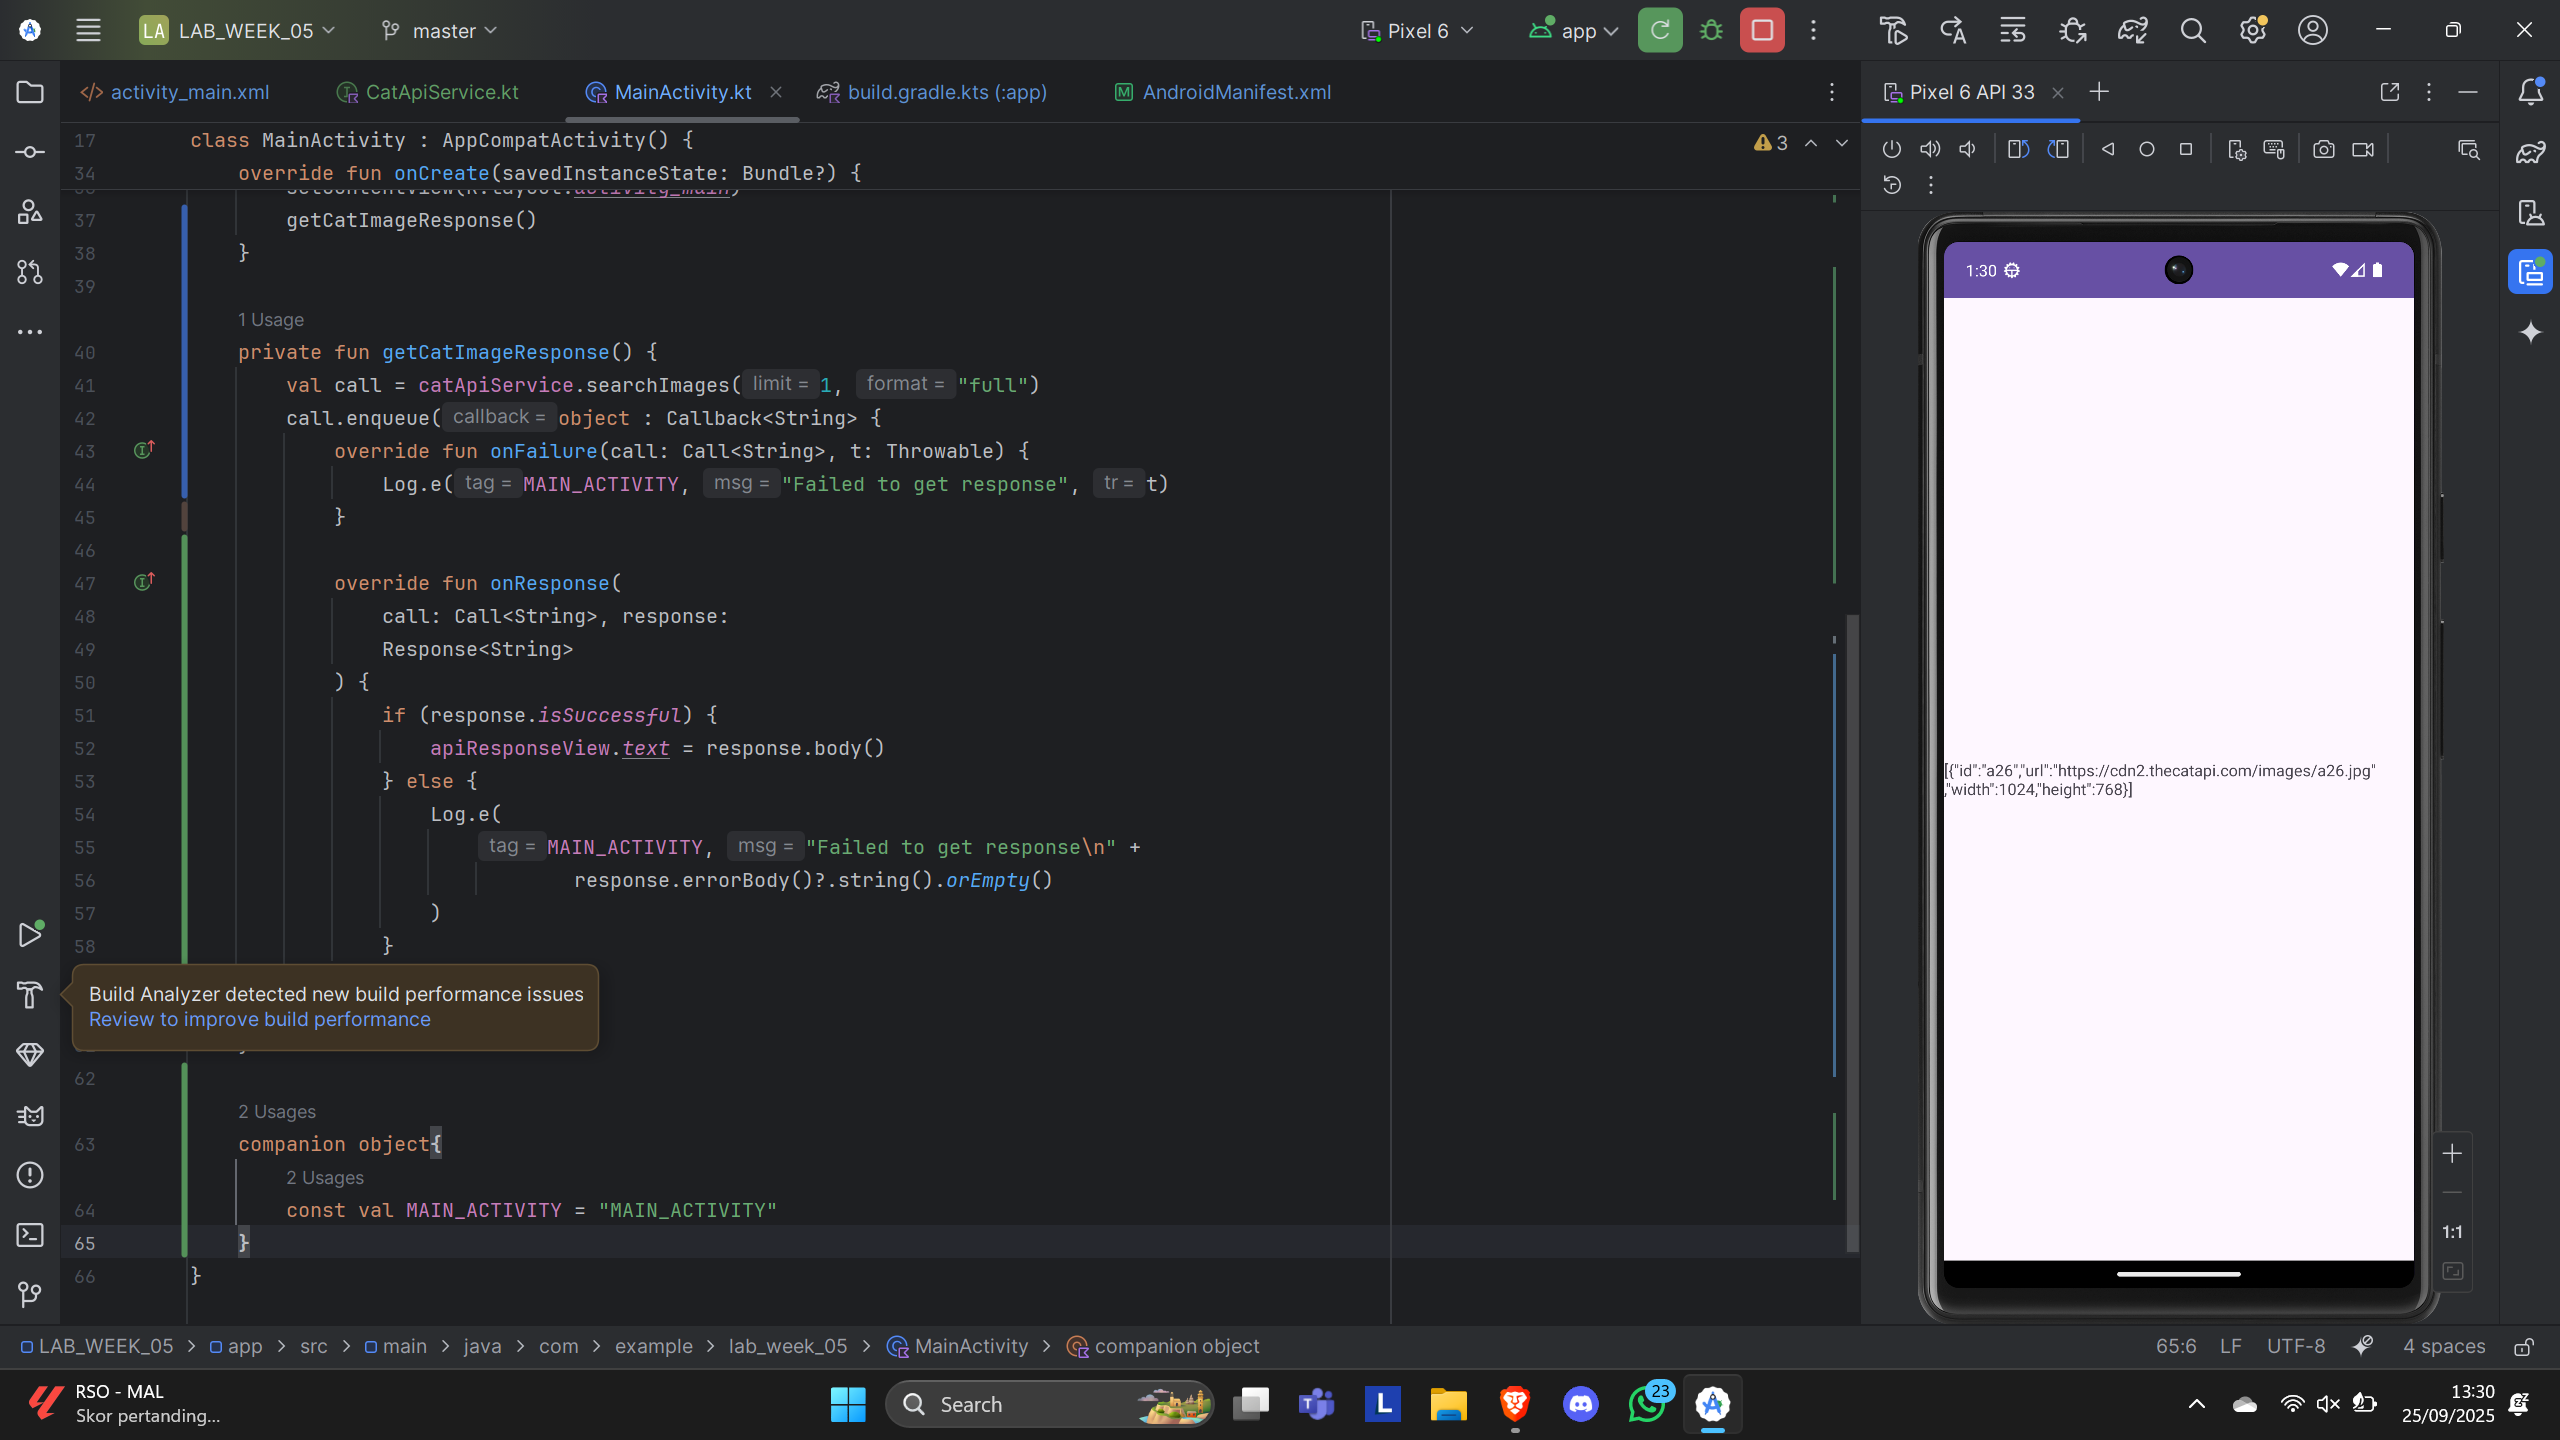 LA LAB_WEEK_05 master Pixel 6 app
activity_main.xml CatApiService.kt MainActivity.kt build.gradle.kts (:app) AndroidManifest.xml Pixel 6 API 33
17 class MainActivity : AppCompatActivity() { 3
34 override fun onCreate(savedInstanceState: Bundle?) {
setContentView(R.layout.activity_main)
37 getCatImageResponse()
38 }
39
1 Usage
40 private fun getCatImageResponse() {
41 val call = catApiService.searchImages( limit = 1, format = "full")
42 call.enqueue( callback = object : Callback<String> {
43 override fun onFailure(call: Call<String>, t: Throwable) {
44 Log.e( tag = MAIN_ACTIVITY, msg = "Failed to get response", tr = t)
45 }
46
47 override fun onResponse(
48 call: Call<String>, response:
49 Response<String>
50 ) {
51 if (response.isSuccessful) {
52 apiResponseView.text = response.body()
53 } else {
54 Log.e(
55 tag = MAIN_ACTIVITY, msg = "Failed to get response\n" +
56 response.errorBody()?.string().orEmpty()
57 )
58 }
Build Analyzer detected new build performance issues
Review to improve build performance
62
2 Usages
63 companion object{
2 Usages
64 const val MAIN_ACTIVITY = "MAIN_ACTIVITY"
65 }
66 }
1:30
[{"id":"a26","url":"https://cdn2.thecatapi.com/images/a26.jpg"
,"width":1024,"height":768}]
1:1
LAB_WEEK_05 > app > src > main > java > com > example > lab_week_05 > MainActivity > companion object 65:6 LF UTF-8 4 spaces
RSO - MAL
Skor pertanding...
Search
L
23
13:30
25/09/2025